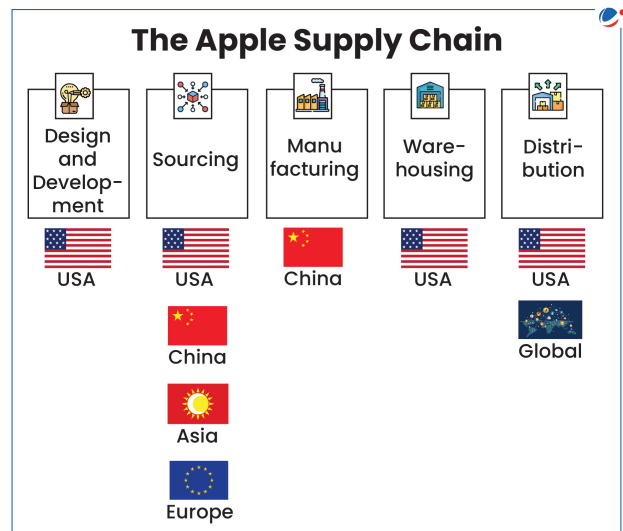 The Apple Supply Chain
Design
and
Develop-
ment
USA
Sourcing
USA
China
Asia
Europe
Manu
facturing
China
Ware-
housing
USA
Distri-
bution
USA
Global